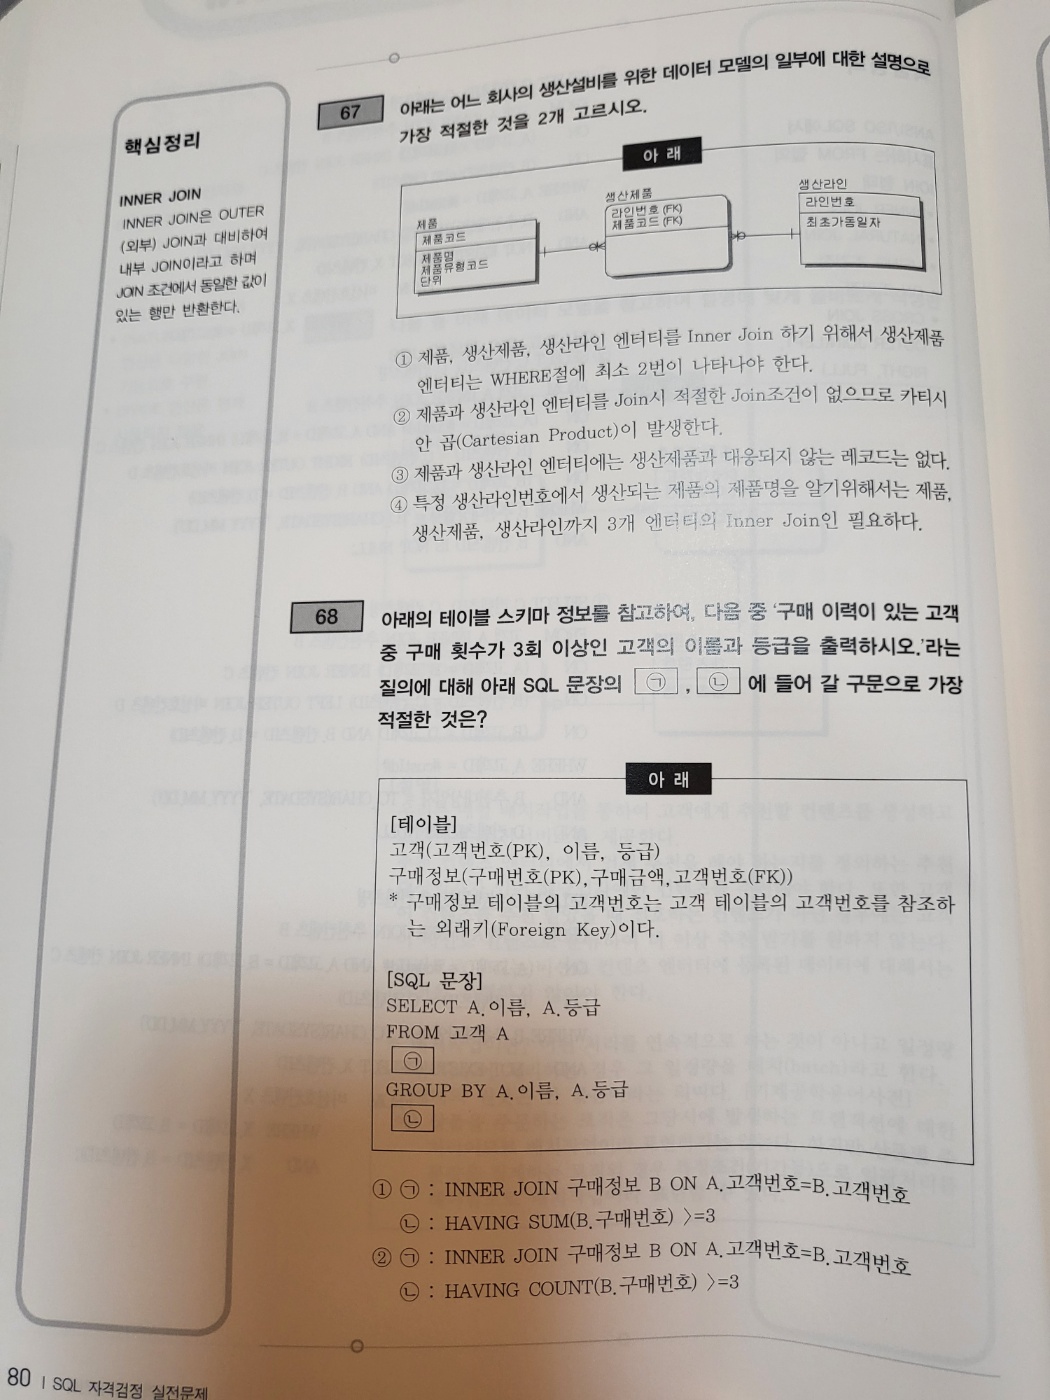 핵심정리
INNER JOIN
INNER JOIN은 OUTER
(외부) JOIN과 대비하여
내부 JOIN이라고 하며
JOIN 조건에서 동일한 값이
있는 행만 반환한다.
67
아래는 어느 회사의 생산설비를 위한 데이터 모델의 일부에 대한 설명으로
가장 적절한 것을 2개 고르시오.
아 래
제품
제품코드
제품명
제품유형코드
단위
생산제품
라인번호 (FK)
제품코드 (FK)
생산라인
라인번호
최초가동일자
① 제품, 생산제품, 생산라인 엔터티를 Inner Join 하기 위해서 생산제품
엔터티는 WHERE절에 최소 2번이 나타나야 한다.
② 제품과 생산라인 엔터티를 Join시 적절한 Join조건이 없으므로 카티시
안 곱(Cartesian Product)이 발생한다.
③ 제품과 생산라인 엔터티에는 생산제품과 대응되지 않는 레코드는 없다.
④ 특정 생산라인번호에서 생산되는 제품의 제품명을 알기위해서는 제품,
생산제품, 생산라인까지 3개 엔터티의 Inner Join인 필요하다.
68
아래의 테이블 스키마 정보를 참고하여, 다음 중 '구매 이력이 있는 고객
중 구매 횟수가 3회 이상인 고객의 이름과 등급을 출력하시오.'라는
질의에 대해 아래 SQL 문장의 ㉠ , ㉡ 에 들어 갈 구문으로 가장
적절한 것은?
아 래
[테이블]
고객(고객번호(PK), 이름, 등급)
구매정보(구매번호(PK),구매금액,고객번호(FK))
* 구매정보 테이블의 고객번호는 고객 테이블의 고객번호를 참조하
는 외래키(Foreign Key)이다.
[SQL 문장]
SELECT A.이름, A.등급
FROM 고객 A
㉠
GROUP BY A.이름, A.등급
㉡
① ㉠ : INNER JOIN 구매정보 B ON A.고객번호=B.고객번호
㉡ : HAVING SUM(B.구매번호) 〉=3
② ㉠ : INNER JOIN 구매정보 B ON A.고객번호=B.고객번호
㉡ : HAVING COUNT(B.구매번호) 〉=3
80 | SQL 자격검정 실전문제